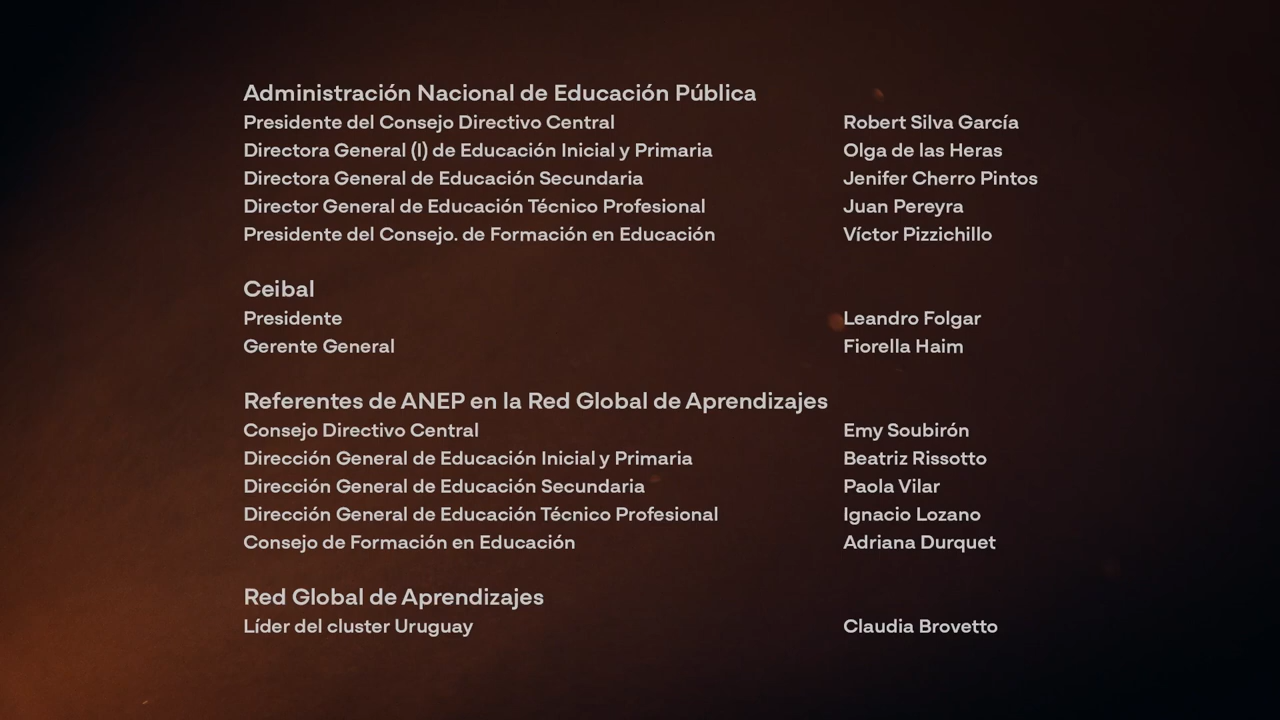 Administración Nacional de Educación Pública
Presidente del Consejo Directivo Central Robert Silva García
Directora General (I) de Educación Inicial y Primaria Olga de las Heras
Directora General de Educación Secundaria Jenifer Cherro Pintos
Director General de Educación Técnico Profesional Juan Pereyra
Presidente del Consejo. de Formación en Educación Víctor Pizzichillo
Ceibal
Presidente Leandro Folgar
Gerente General Fiorella Haim
Referentes de ANEP en la Red Global de Aprendizajes
Consejo Directivo Central Emy Soubirón
Dirección General de Educación Inicial y Primaria Beatriz Rissotto
Dirección General de Educación Secundaria Paola Vilar
Dirección General de Educación Técnico Profesional Ignacio Lozano
Consejo de Formación en Educación Adriana Durquet
Red Global de Aprendizajes
Líder del cluster Uruguay Claudia Brovetto